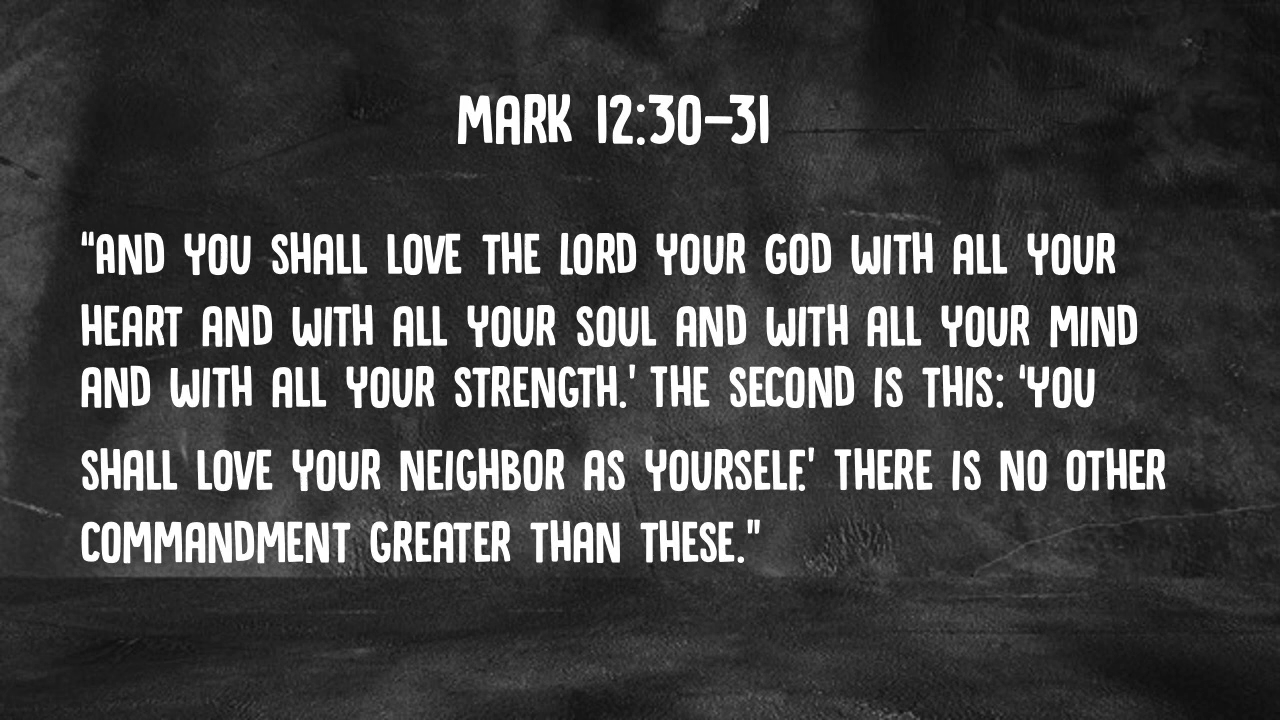 MARK 12:30–31
“AND YOU SHALL LOVE THE LORD YOUR GOD WITH ALL YOUR
HEART AND WITH ALL YOUR SOUL AND WITH ALL YOUR MIND
AND WITH ALL YOUR STRENGTH.’ THE SECOND IS THIS: ‘YOU
SHALL LOVE YOUR NEIGHBOR AS YOURSELF.’ THERE IS NO OTHER
COMMANDMENT GREATER THAN THESE.”